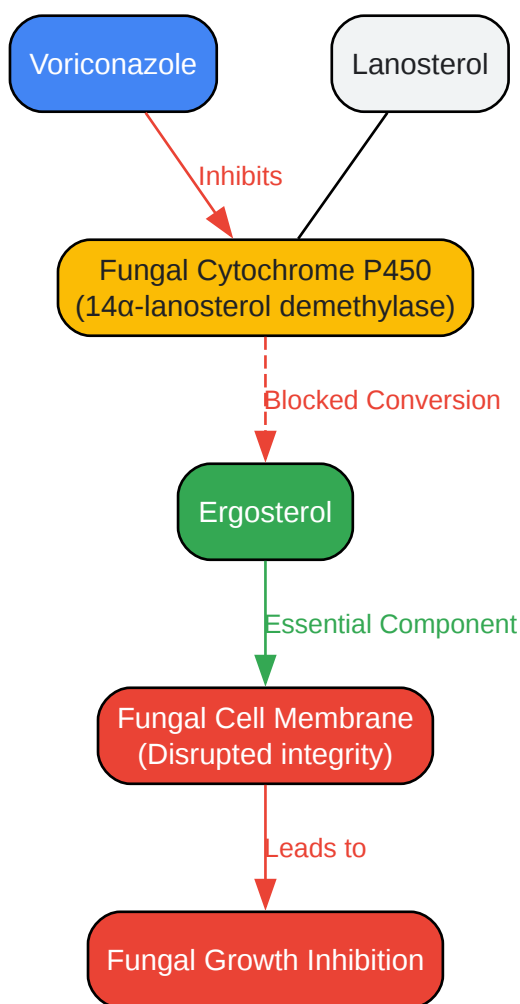 Voriconazole
Lanosterol
Inhibits
Fungal Cytochrome P450
(14α-lanosterol demethylase)
Blocked Conversion
Ergosterol
Essential Component
Fungal Cell Membrane
(Disrupted integrity)
Leads to
Fungal Growth Inhibition